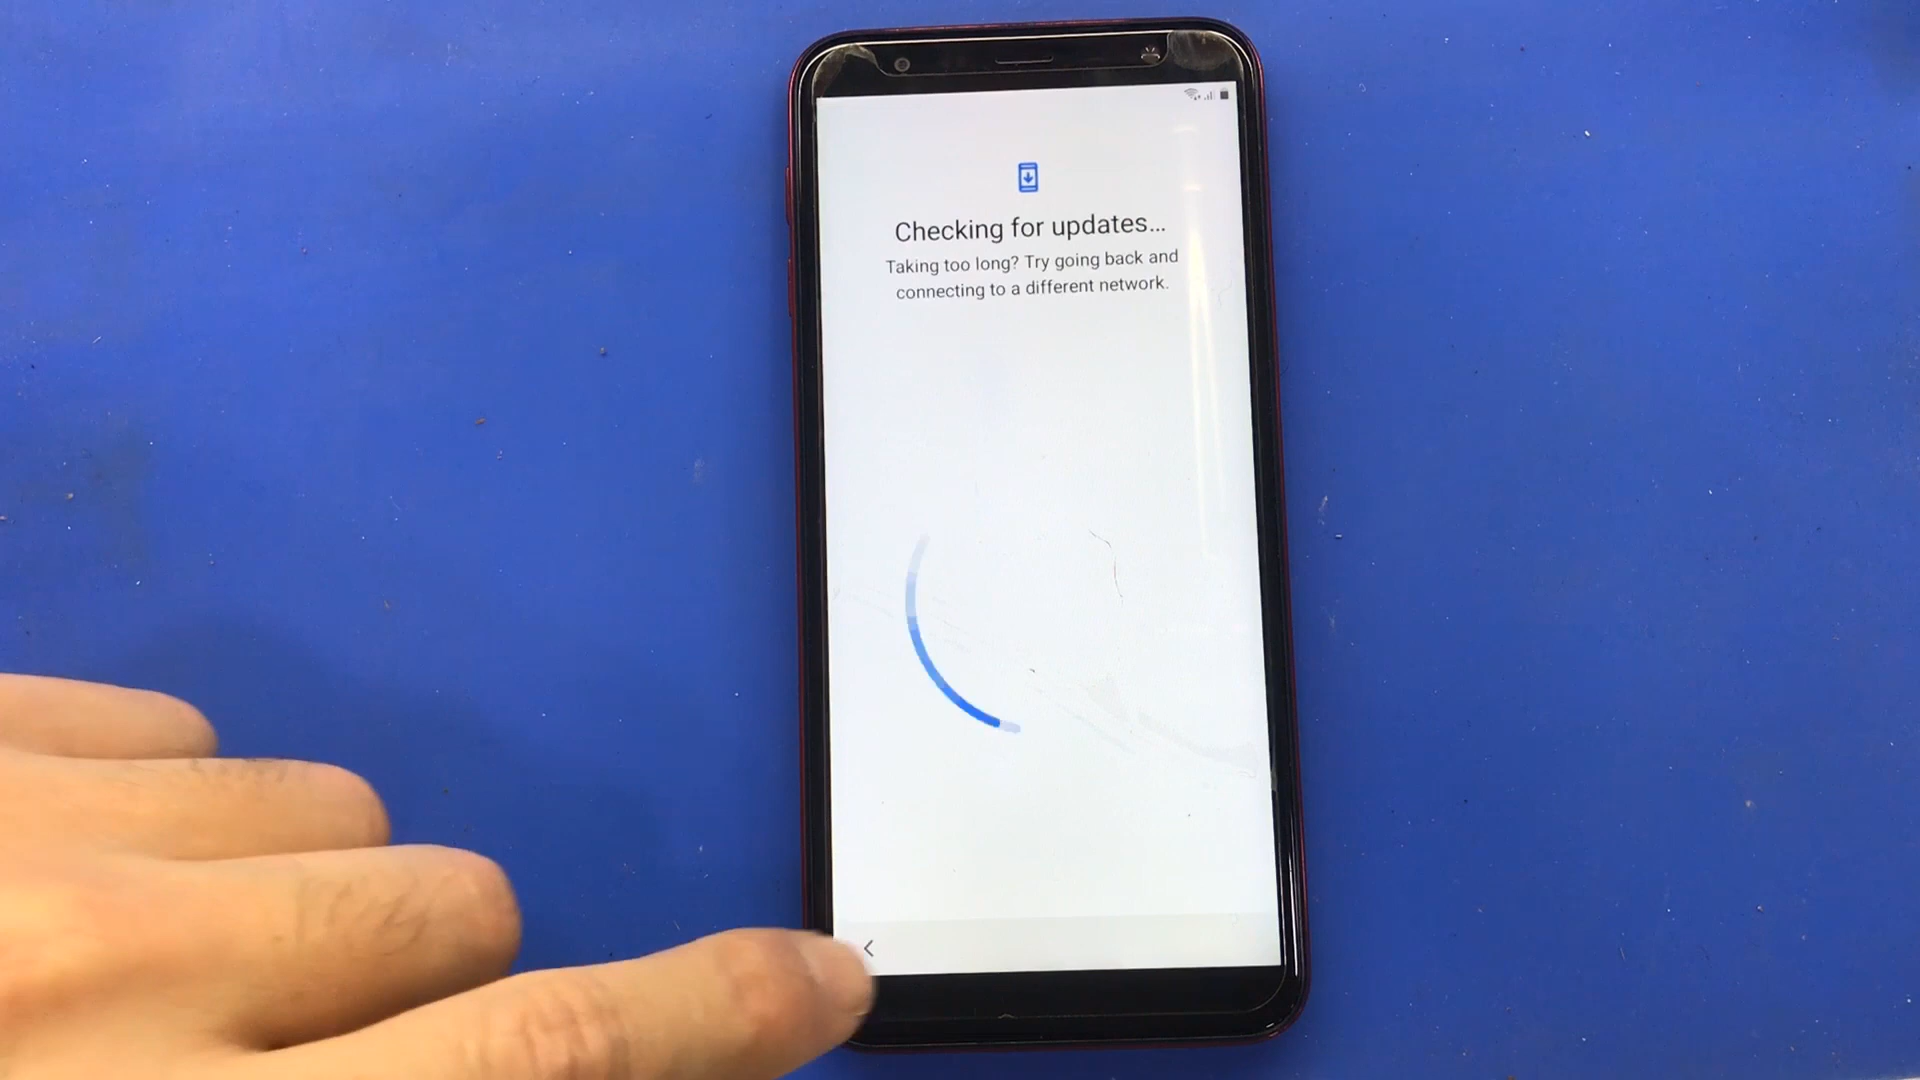 Checking for updates...
Taking too long? Try going back and
connecting to a different network.